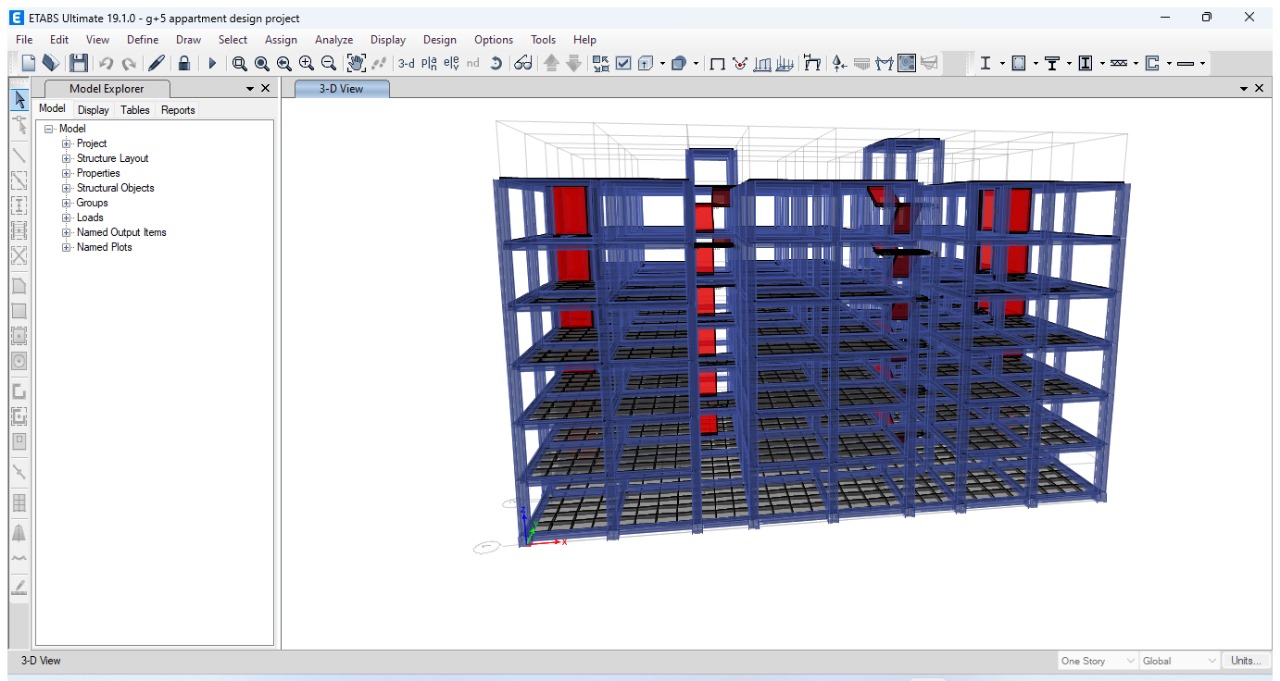 ETABS Ultimate 19.1.0 - g+5 appartment design project
File Edit View Define Draw Select Assign Analyze Display Design Options Tools Help
3-d
nd
Model Explorer
3-D View
Model Display Tables Reports
Model
Project
Structure Layout
Properties
Structural Objects
Groups
Loads
Named Output Items
Named Plots
Z
X
3-D View
One Story
Global
Units...